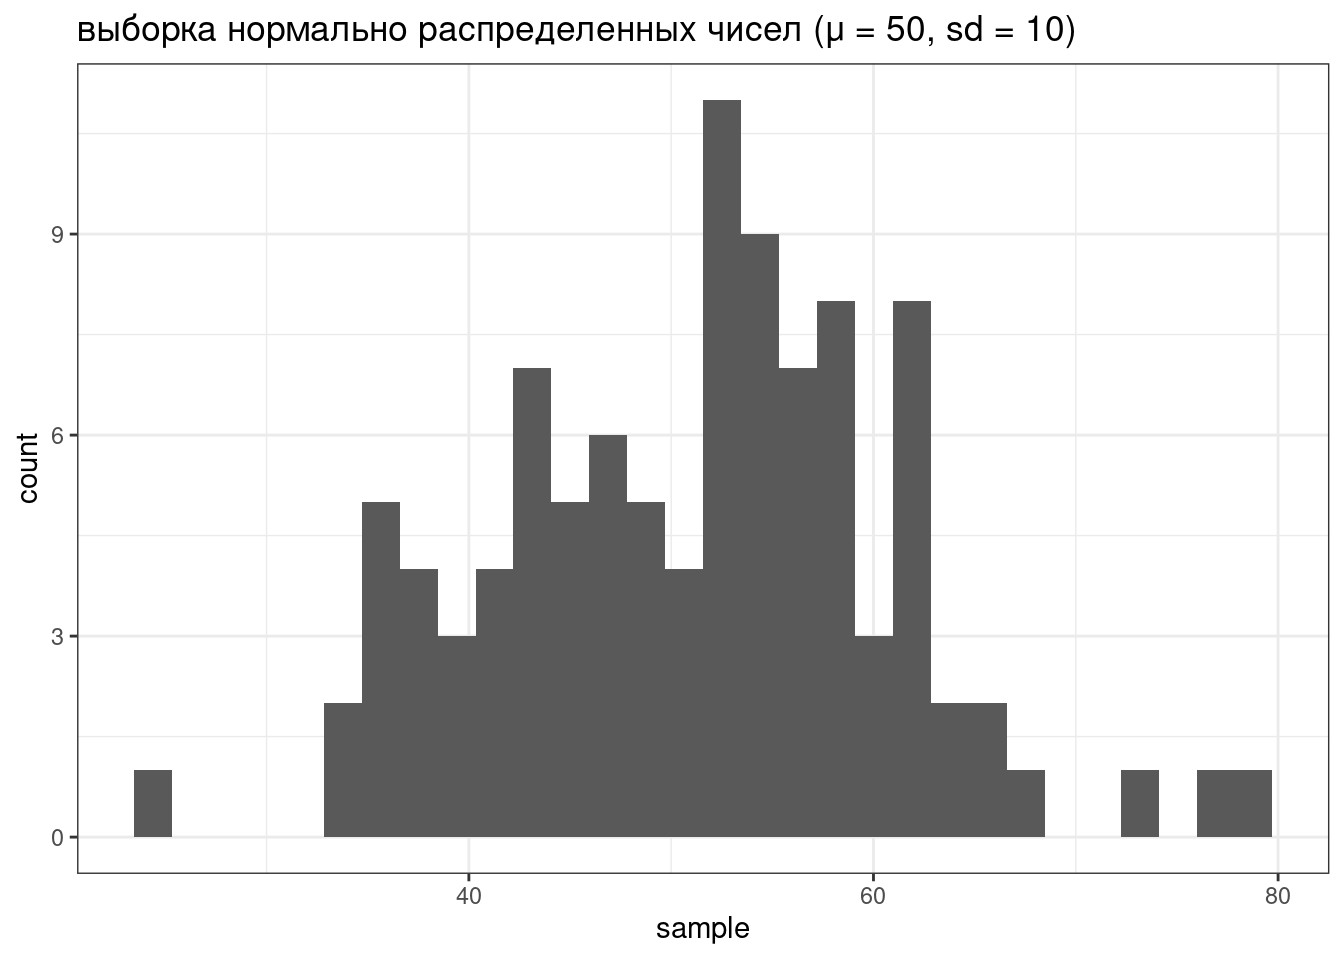 выборка нормально распределенных чисел (μ = 50, sd = 10)
count
9
6
3
0
40 60 80
sample